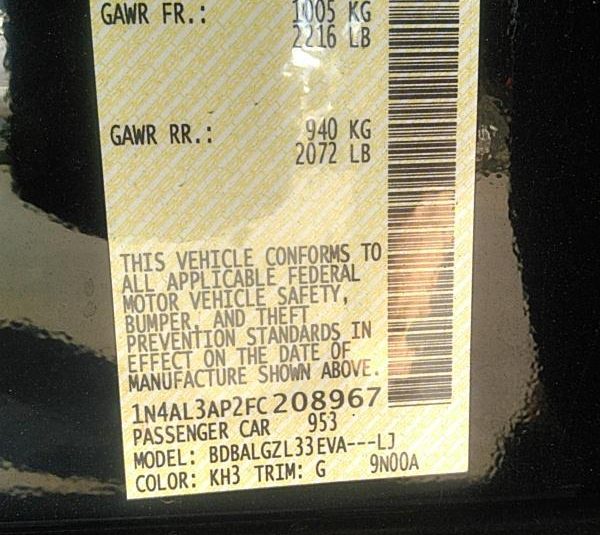 GAWR FR.: 1005 KG
2216 LB
GAWR RR.: 940 KG
2072 LB
THIS VEHICLE CONFORMS TO
ALL APPLICABLE FEDERAL
MOTOR VEHICLE SAFETY,
BUMPER, AND THEFT
PREVENTION STANDARDS IN
EFFECT ON THE DATE OF
MANUFACTURE SHOWN ABOVE.
1N4AL3AP2FC208967
PASSENGER CAR 953
MODEL: BDBALGZL33EVA---LJ
COLOR: KH3 TRIM: G 9N00A